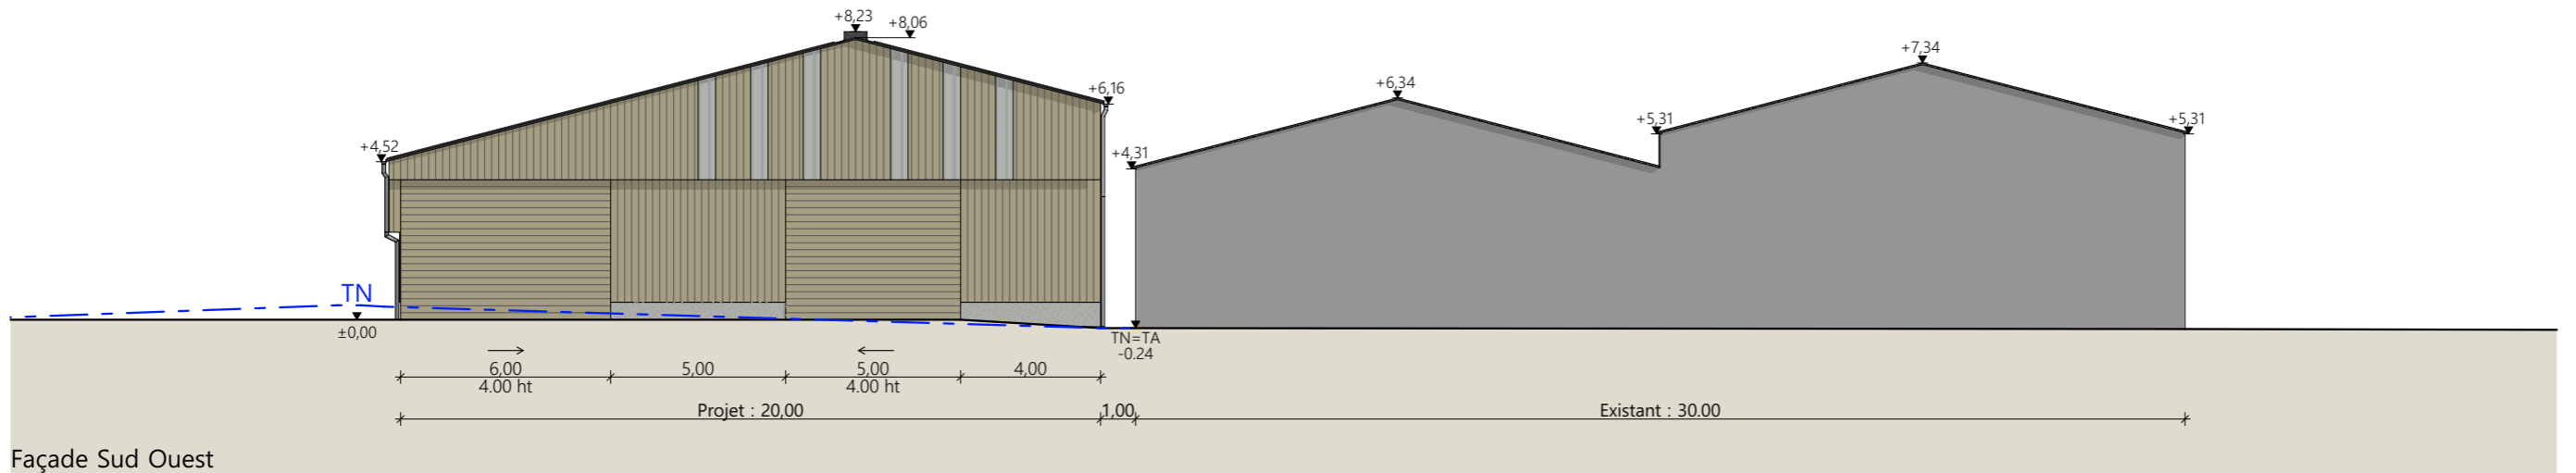 +8,23
+8,06
+7,34
+6,34
+6,16
+5,31
+5,31
+4,52
+4,31
TN
±0,00
TN=TA
-0.24
6,00
4.00 ht
5,00
5,00
4.00 ht
4,00
Projet : 20,00
1,00
Existant : 30.00
Façade Sud Ouest